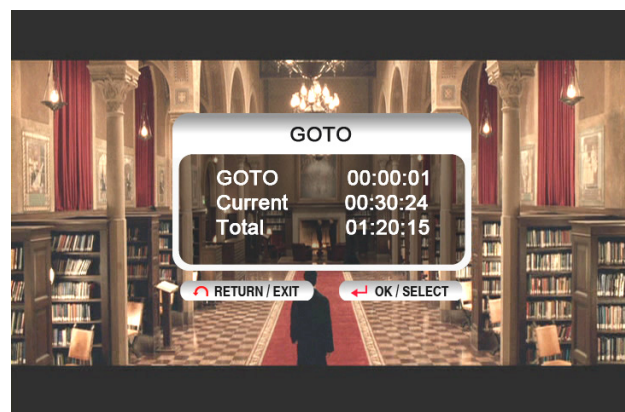 GOTO
GOTO 00:00:01
Current 00:30:24
Total 01:20:15
RETURN / EXIT OK / SELECT